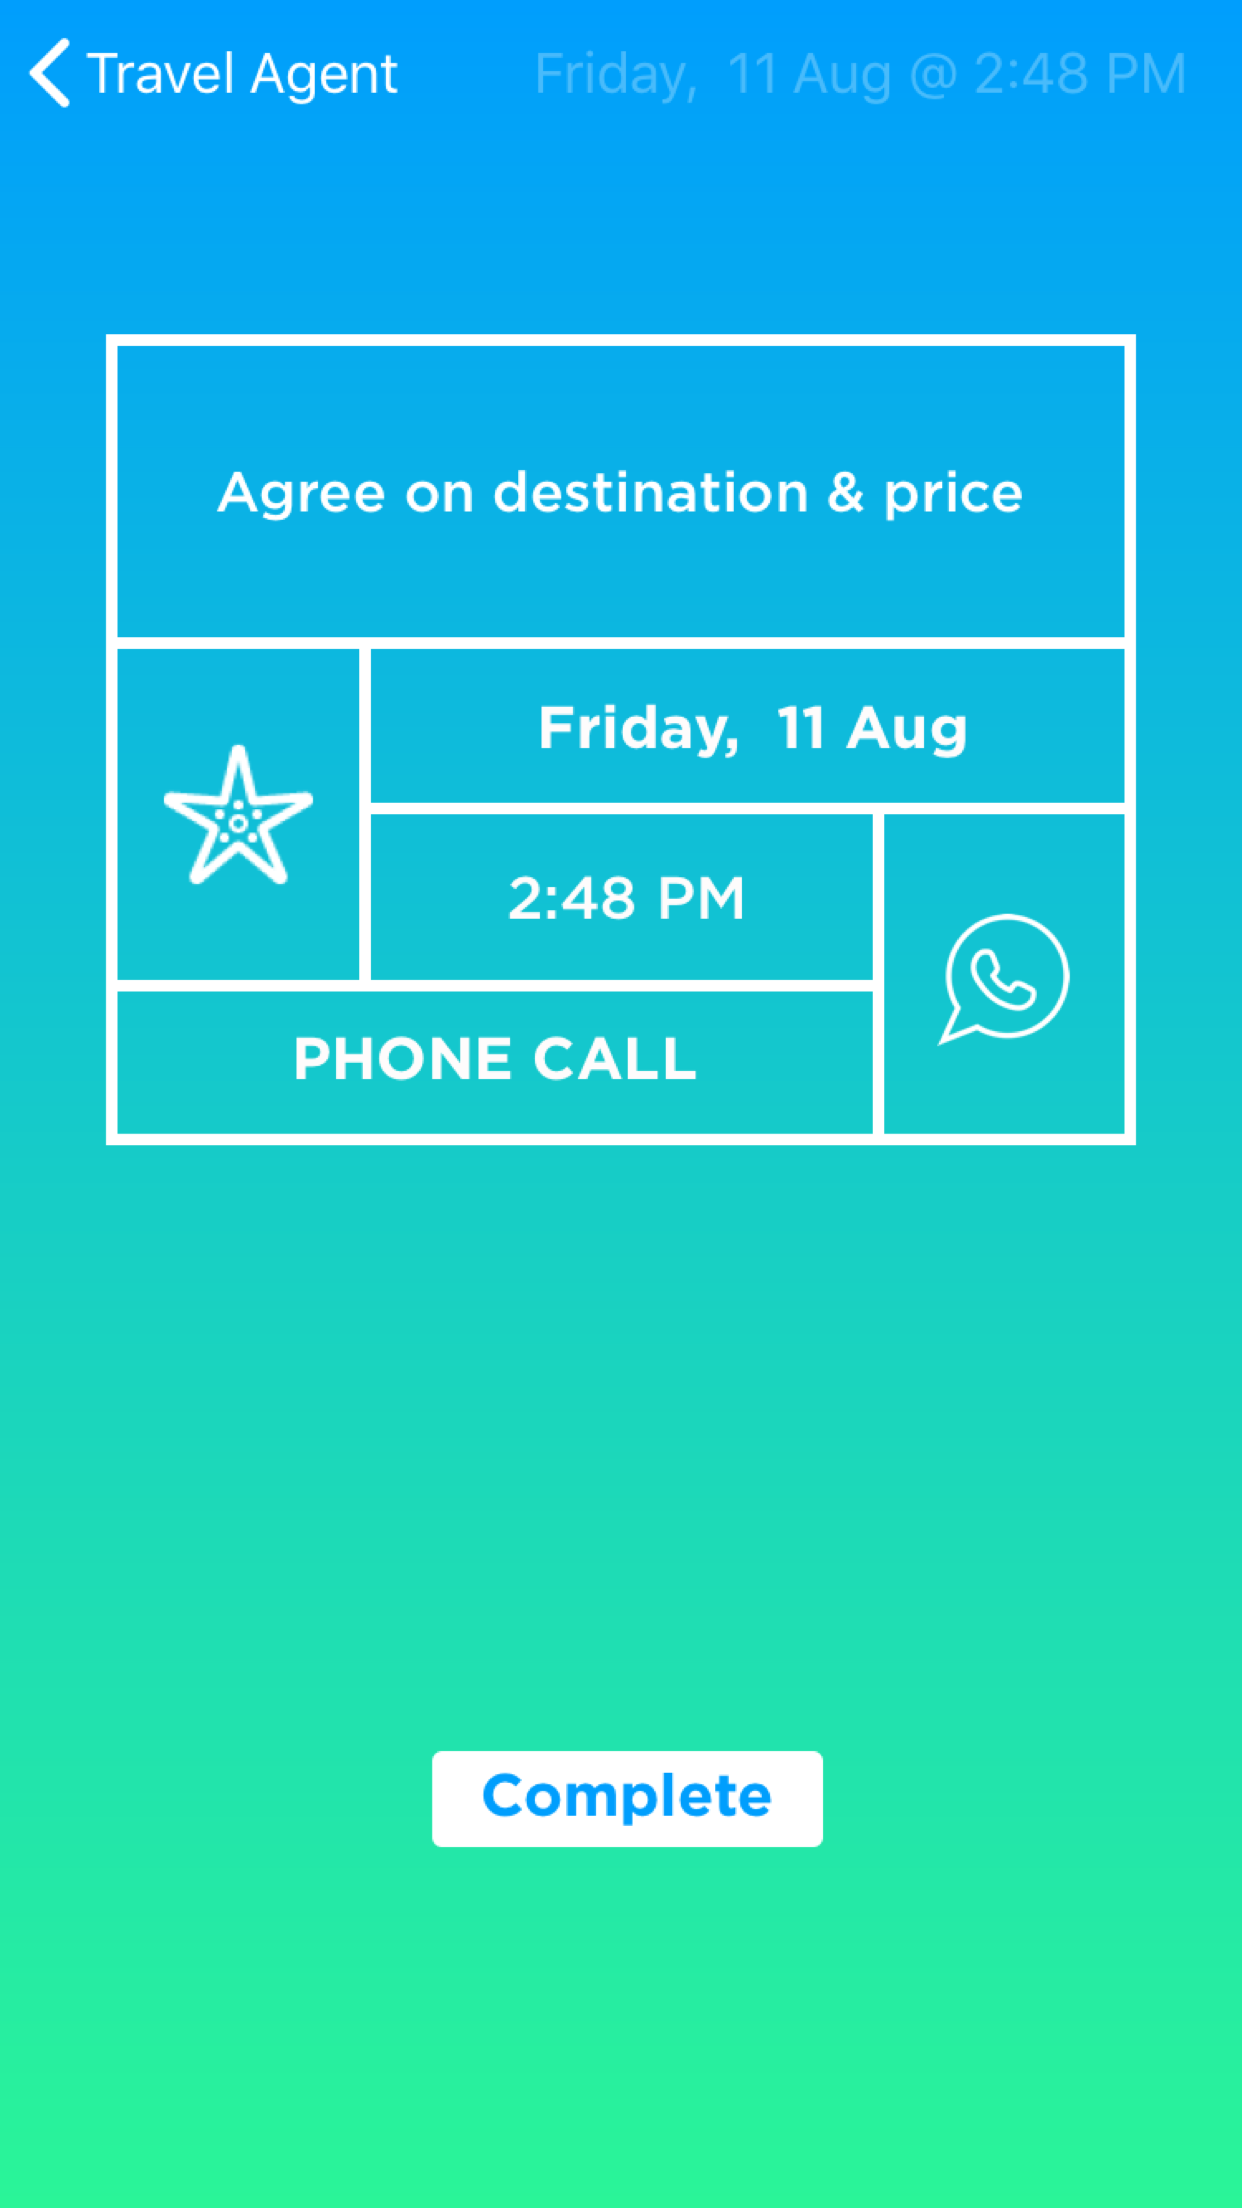 Travel Agent
Friday, 11 Aug @ 2:48 PM
Agree on destination & price
Friday, 11 Aug
2:48 PM
PHONE CALL
Complete